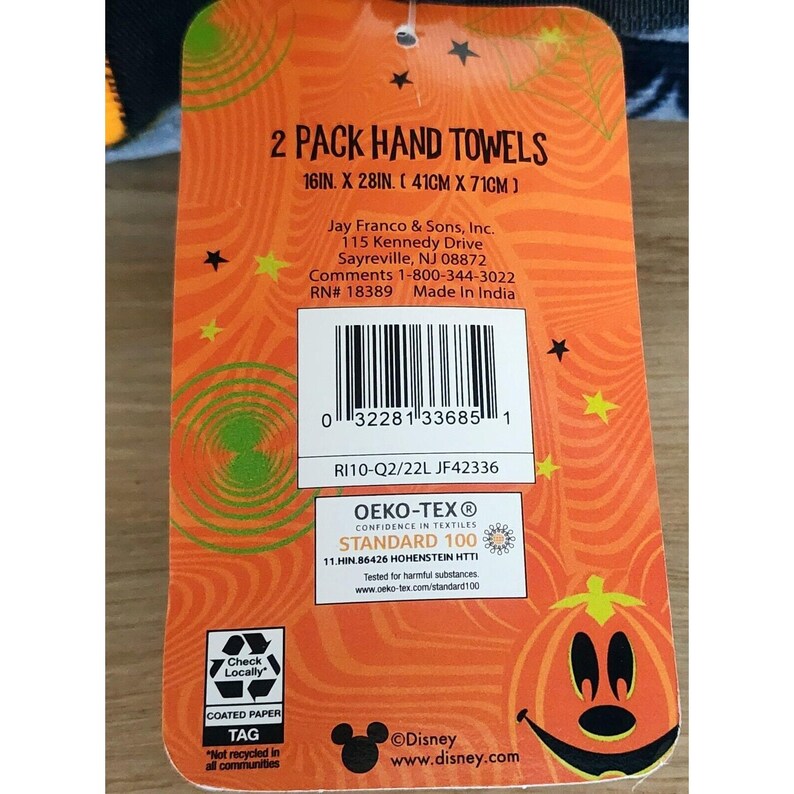 2 PACK HAND TOWELS
16IN. X 28IN. ( 41CM X 71CM )
Jay Franco & Sons, Inc.
115 Kennedy Drive
Sayreville, NJ 08872
Comments 1-800-344-3022
RN# 18389 Made In India
0 32281 33685 1
RI10-Q2/22L JF42336
OEKO-TEX®
CONFIDENCE IN TEXTILES
STANDARD 100
11.HIN.86426 HOHENSTEIN HTTI
Tested for harmful substances.
www.oeko-tex.com/standard100
Check
Locally*
COATED PAPER
TAG
*Not recycled in
all communities
©Disney
www.disney.com